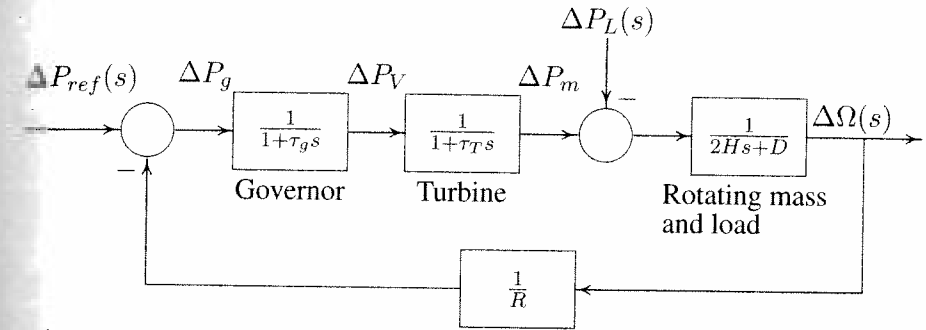 ΔP_L(s)
ΔP_ref(s) ΔP_g ΔP_V ΔP_m
− 
1/(1+τ_g s) 1/(1+τ_T s) 1/(2Hs+D) ΔΩ(s)
−
Governor Turbine Rotating mass
and load
1/R